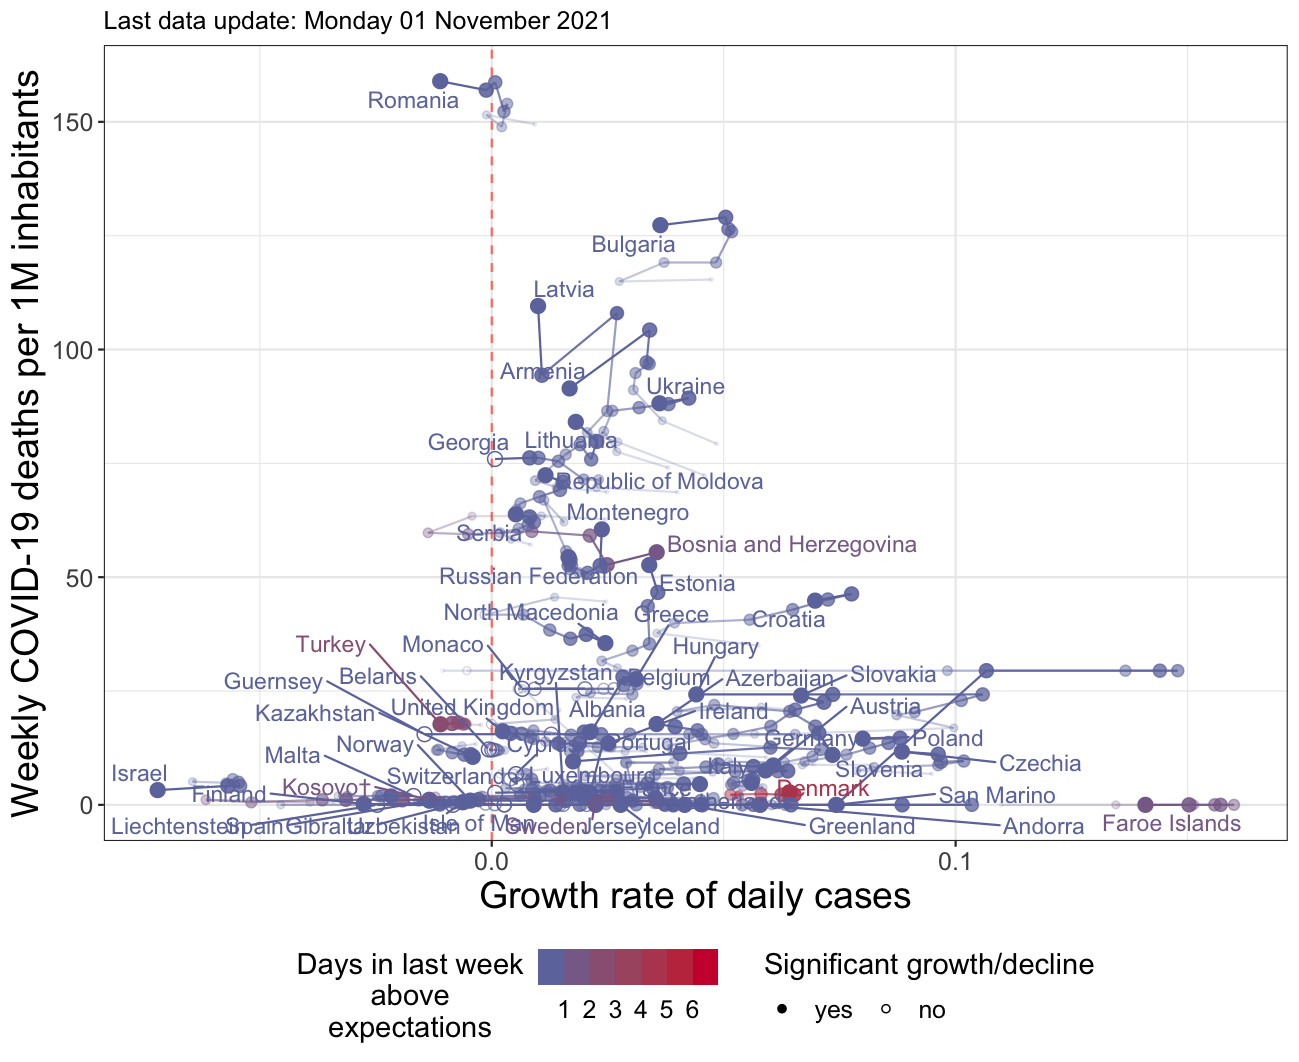 Last data update: Monday 01 November 2021
Weekly COVID-19 deaths per 1M inhabitants
150
100
50
0
Romania
Bulgaria
Latvia
Armenia
Ukraine
Georgia
Lithuania
Republic of Moldova
Montenegro
Serbia
Bosnia and Herzegovina
Russian Federation
Estonia
North Macedonia
Greece
Croatia
Turkey
Monaco
Hungary
Kyrgyzstan
Belgium
Azerbaijan
Slovakia
Guernsey
Belarus
United Kingdom
Albania
Ireland
Austria
Kazakhstan
Norway
Cyprus
Portugal
Germany
Poland
Malta
Switzerland
Luxembourg
Italy
Slovenia
Czechia
Israel
Finland
Kosovo†
Denmark
San Marino
Liechtenstein
Spain
Gibraltar
Uzbekistan
Isle of Man
Sweden
Jersey
Iceland
Greenland
Andorra
Faroe Islands
0.0
0.1
Growth rate of daily cases
Days in last week
above
expectations
1 2 3 4 5 6
Significant growth/decline
yes
no